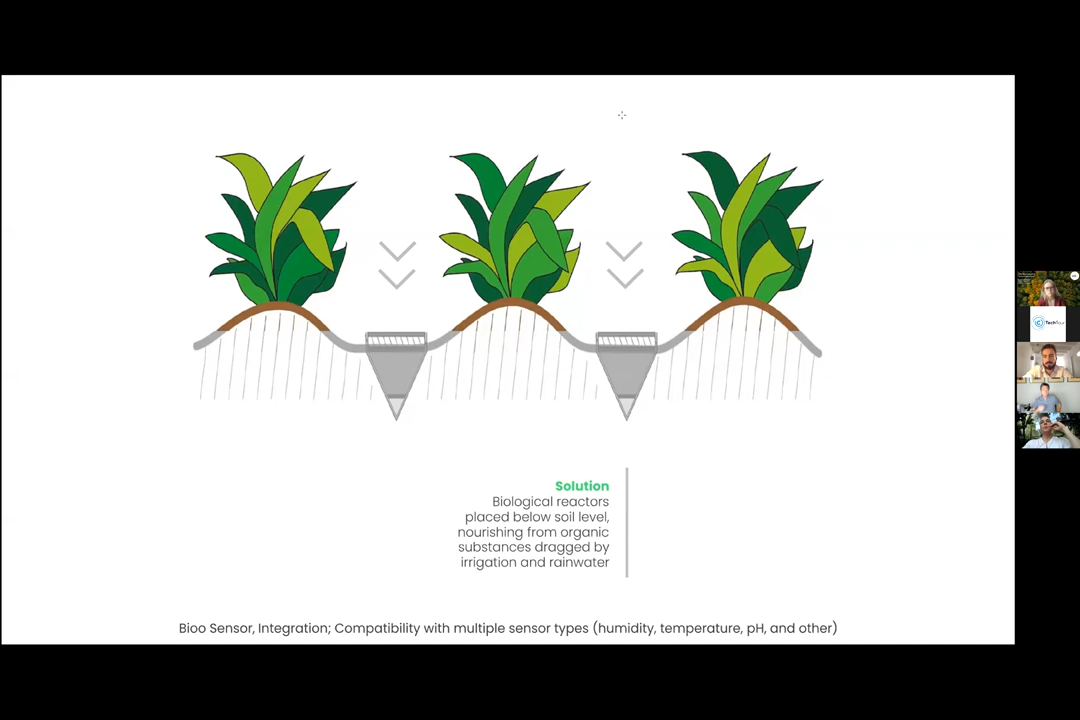 Solution
Biological reactors
placed below soil level,
nourishing from organic
substances dragged by
irrigation and rainwater
Bioo Sensor, Integration; Compatibility with multiple sensor types (humidity, temperature, pH, and other)
TechTour